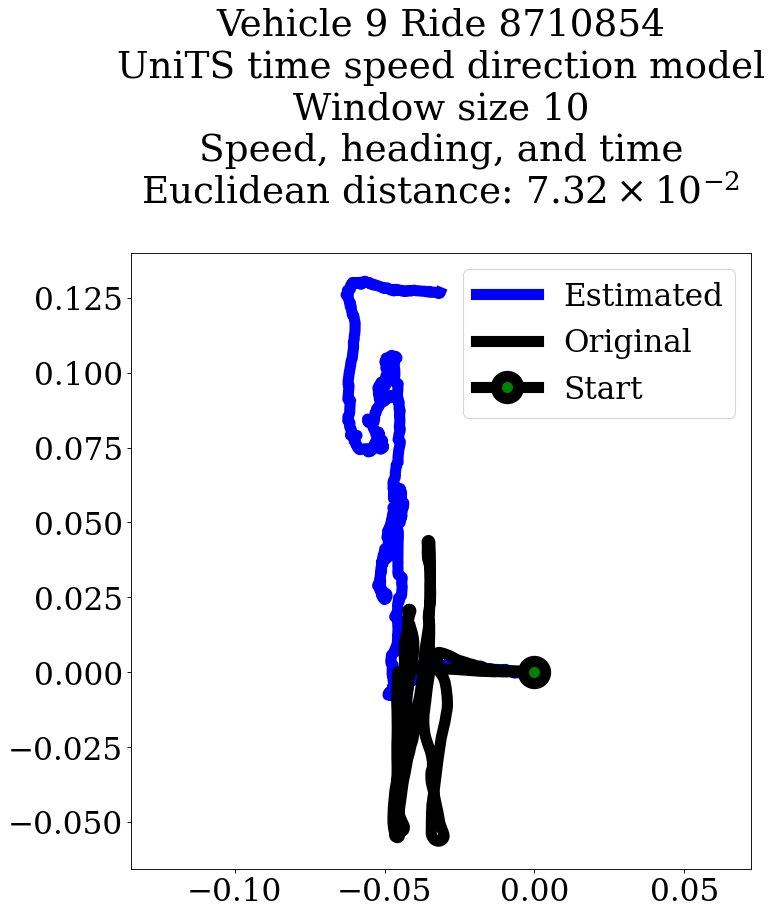 Vehicle 9 Ride 8710854
UniTS time speed direction model
Window size 10
Speed, heading, and time
Euclidean distance: 7.32 × 10⁻²
Estimated
Original
Start
0.125
0.100
0.075
0.050
0.025
0.000
−0.025
−0.050
−0.10
−0.05
0.00
0.05